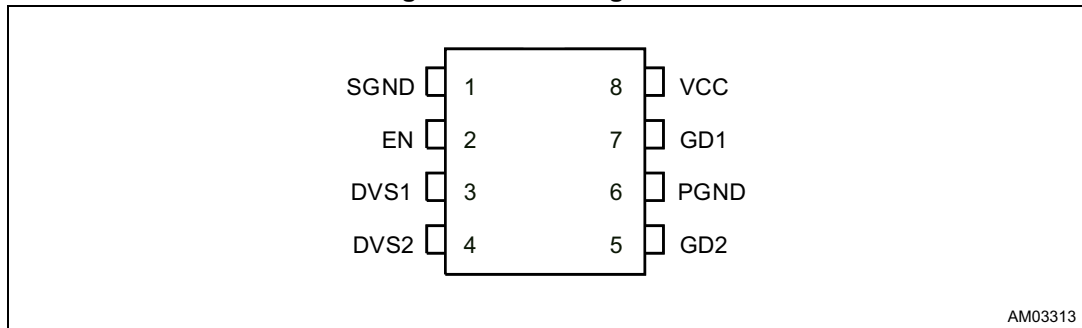 SGND 1 8 VCC
EN 2 7 GD1
DVS1 3 6 PGND
DVS2 4 5 GD2
AM03313